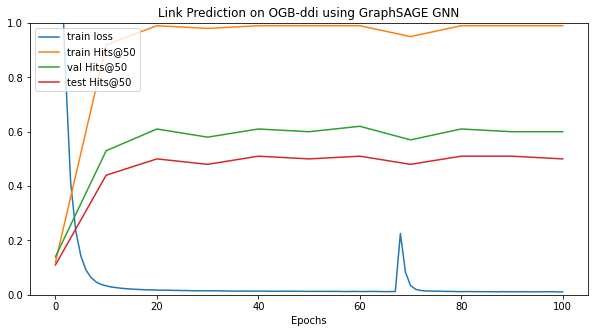 Link Prediction on OGB-ddi using GraphSAGE GNN
1.0
0.8
0.6
0.4
0.2
0.0
train loss
train Hits@50
val Hits@50
test Hits@50
0 20 40 60 80 100
Epochs